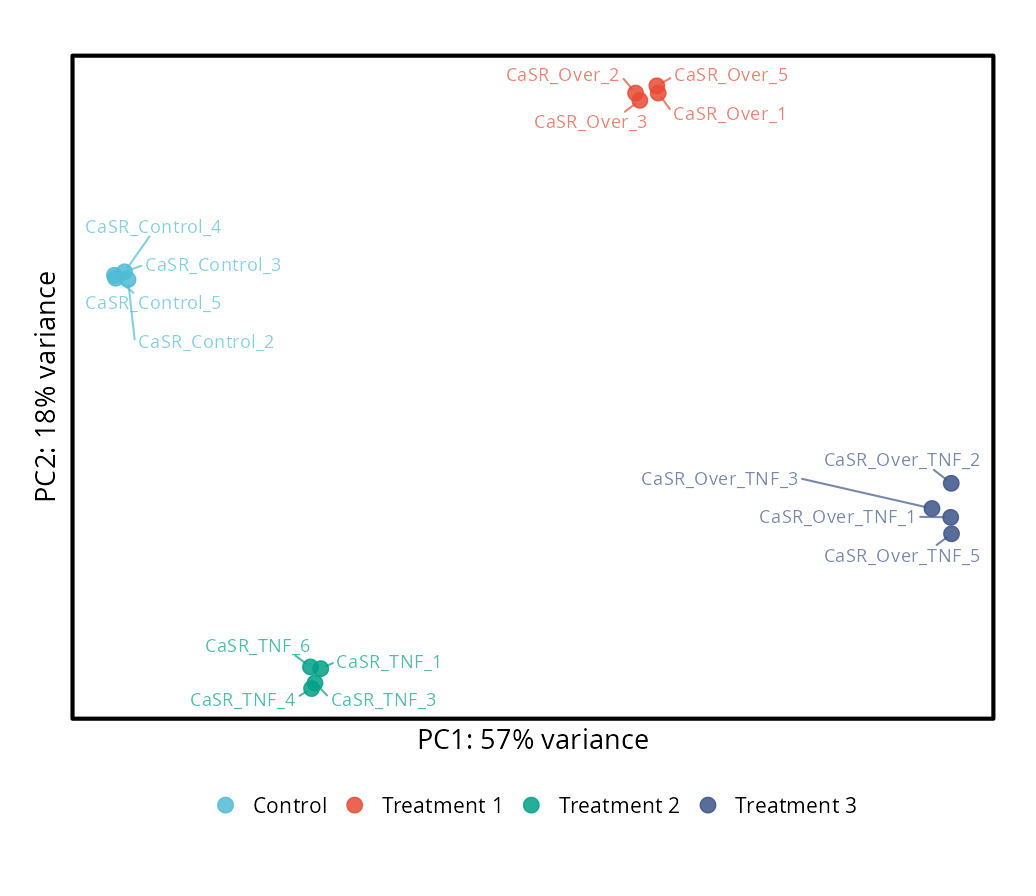 CaSR_Over_2
CaSR_Over_5
CaSR_Over_1
CaSR_Over_3
CaSR_Control_4
CaSR_Control_3
CaSR_Control_5
CaSR_Control_2
PC2: 18% variance
CaSR_Over_TNF_2
CaSR_Over_TNF_3
CaSR_Over_TNF_1
CaSR_Over_TNF_5
CaSR_TNF_6
CaSR_TNF_1
CaSR_TNF_4
CaSR_TNF_3
PC1: 57% variance
Control Treatment 1 Treatment 2 Treatment 3